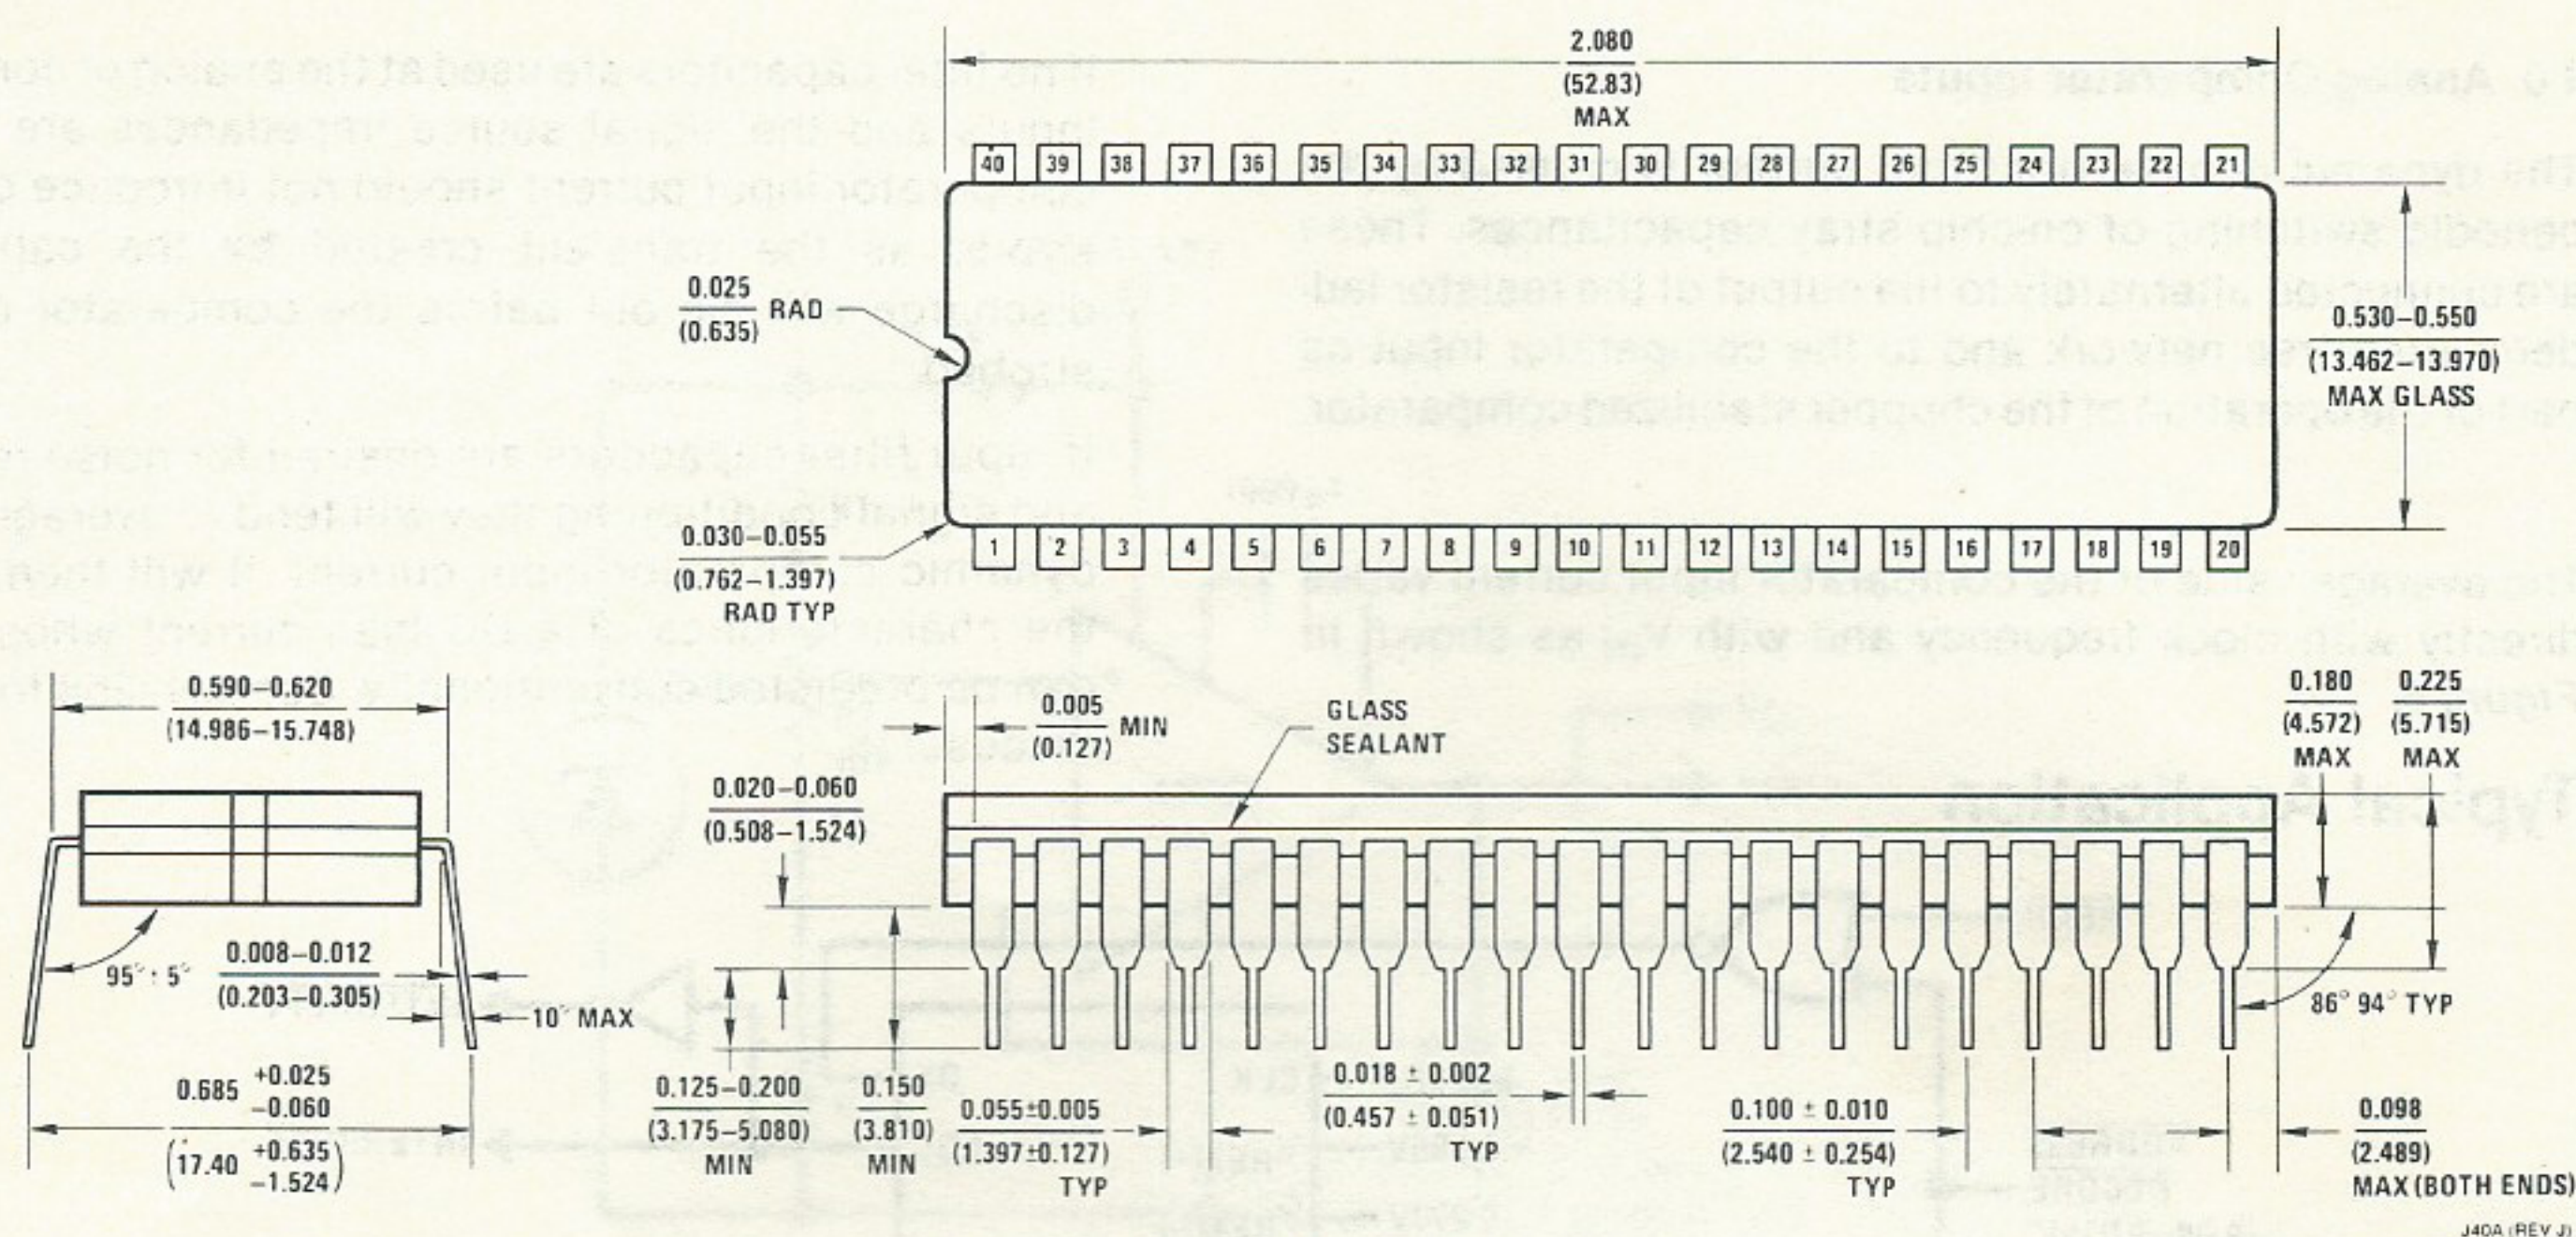 2.080
(52.83)
MAX
40 39 38 37 36 35 34 33 32 31 30 29 28 27 26 25 24 23 22 21
0.025
(0.635)
RAD
0.530–0.550
(13.462–13.970)
MAX GLASS
0.030–0.055
(0.762–1.397)
RAD TYP
1 2 3 4 5 6 7 8 9 10 11 12 13 14 15 16 17 18 19 20
0.590–0.620
(14.986–15.748)
0.005
(0.127)
MIN
GLASS
SEALANT
0.180
(4.572)
MAX
0.225
(5.715)
MAX
0.020–0.060
(0.508–1.524)
95° ± 5°
0.008–0.012
(0.203–0.305)
10° MAX
86° 94° TYP
0.685 +0.025
–0.060
(17.40 +0.635
–1.524)
0.125–0.200
(3.175–5.080)
MIN
0.150
(3.810)
MIN
0.055±0.005
(1.397±0.127)
TYP
0.018 ± 0.002
(0.457 ± 0.051)
TYP
0.100 ± 0.010
(2.540 ± 0.254)
TYP
0.098
(2.489)
MAX (BOTH ENDS)
J40A (REV J)